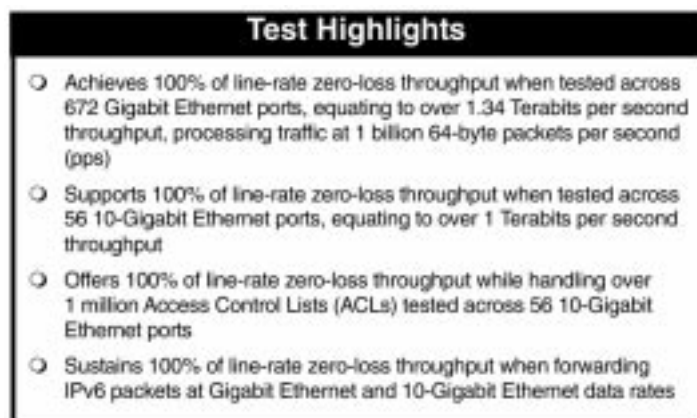 Test Highlights
Achieves 100% of line-rate zero-loss throughput when tested across
672 Gigabit Ethernet ports, equating to over 1.34 Terabits per second
throughput, processing traffic at 1 billion 64-byte packets per second
(pps)
Supports 100% of line-rate zero-loss throughput when tested across
56 10-Gigabit Ethernet ports, equating to over 1 Terabits per second
throughput
Offers 100% of line-rate zero-loss throughput while handling over
1 million Access Control Lists (ACLs) tested across 56 10-Gigabit
Ethernet ports
Sustains 100% of line-rate zero-loss throughput when forwarding
IPv6 packets at Gigabit Ethernet and 10-Gigabit Ethernet data rates